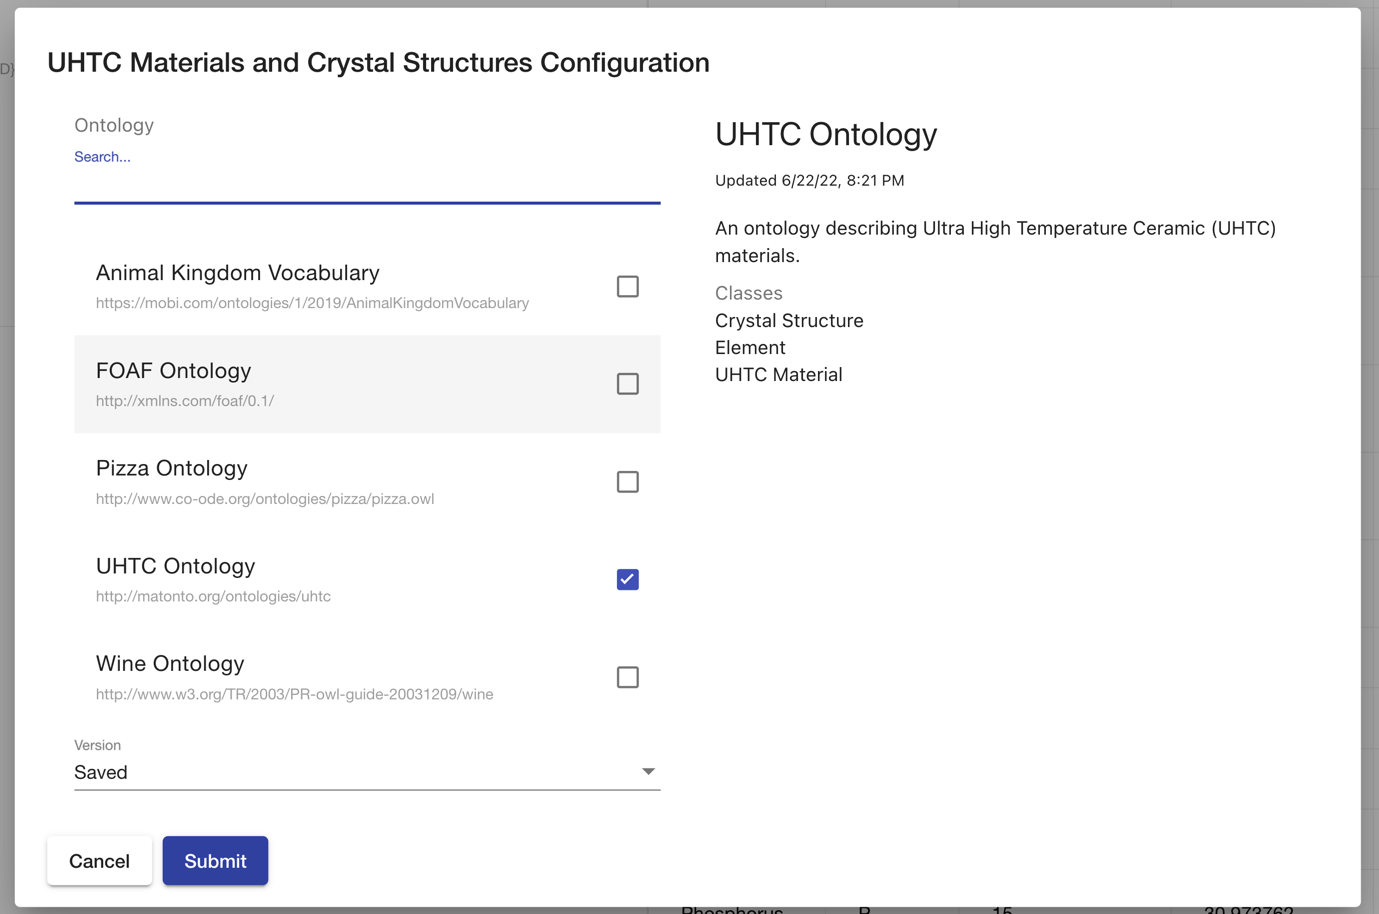 UHTC Materials and Crystal Structures Configuration
Ontology
Search...
Animal Kingdom Vocabulary
https://mobi.com/ontologies/1/2019/AnimalKingdomVocabulary
FOAF Ontology
http://xmlns.com/foaf/0.1/
Pizza Ontology
http://www.co-ode.org/ontologies/pizza/pizza.owl
UHTC Ontology
http://matonto.org/ontologies/uhtc
Wine Ontology
http://www.w3.org/TR/2003/PR-owl-guide-20031209/wine
Version
Saved
Cancel Submit
UHTC Ontology
Updated 6/22/22, 8:21 PM
An ontology describing Ultra High Temperature Ceramic (UHTC)
materials.
Classes
Crystal Structure
Element
UHTC Material
Phosphorus P 15 30.973762